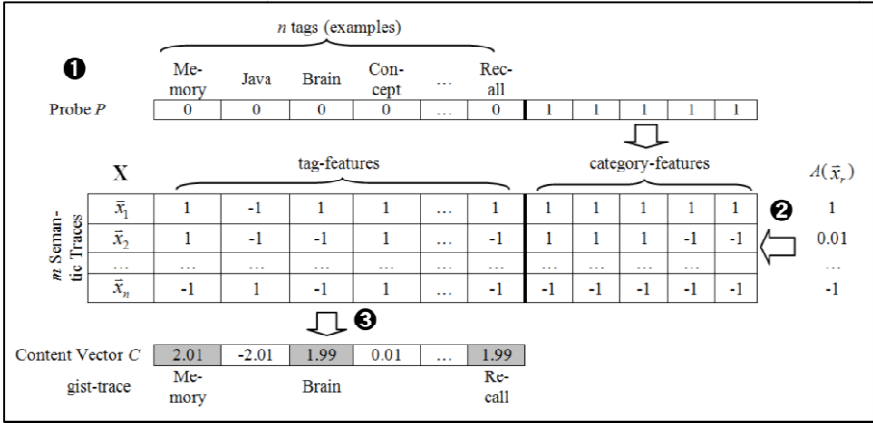 n tags (examples)
❶
Me-
mory Java Brain Con-
cept ... Rec-
all
Probe P 0 0 0 0 ... 0 1 1 1 1 1
X tag-features category-features A(x⃗r)
m Seman-
tic Traces
x⃗1 1 -1 1 1 ... 1 1 1 1 1 1 ❷ 1
x⃗2 1 -1 -1 1 ... -1 1 1 1 -1 -1 0.01
... ... ... ... ... ... ... ... ... ... ... ... ...
x⃗n -1 1 -1 1 ... -1 -1 -1 -1 -1 -1 -1
❸
Content Vector C 2.01 -2.01 1.99 0.01 ... 1.99
gist-trace Me-
mory Brain Re-
call